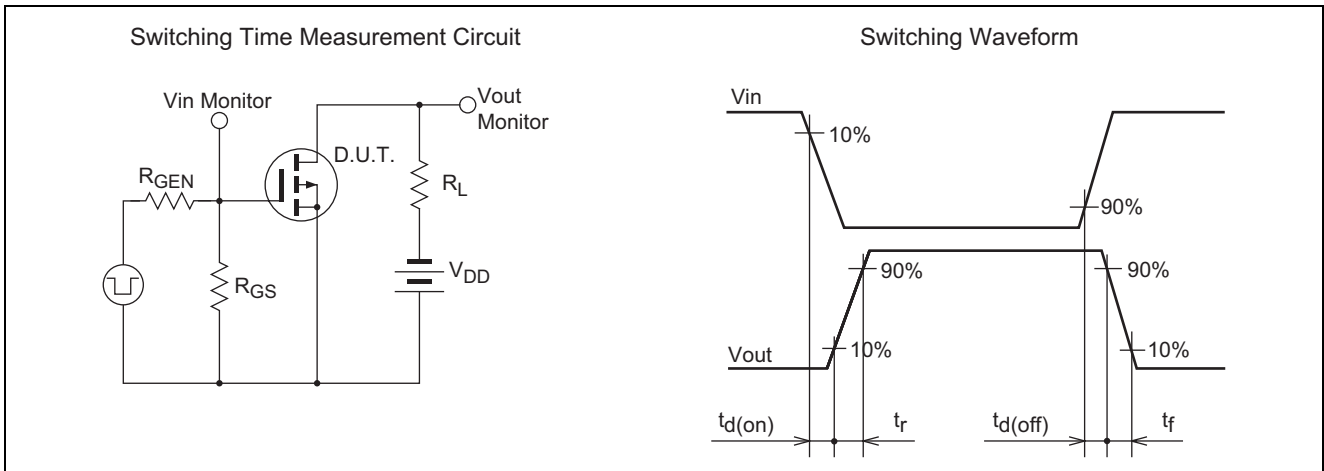 Switching Time Measurement Circuit
Vin Monitor
Vout
Monitor
D.U.T.
RGEN
RL
RGS
VDD
Switching Waveform
Vin
10%
90%
90%
90%
Vout
10%
10%
td(on)
tr
td(off)
tf